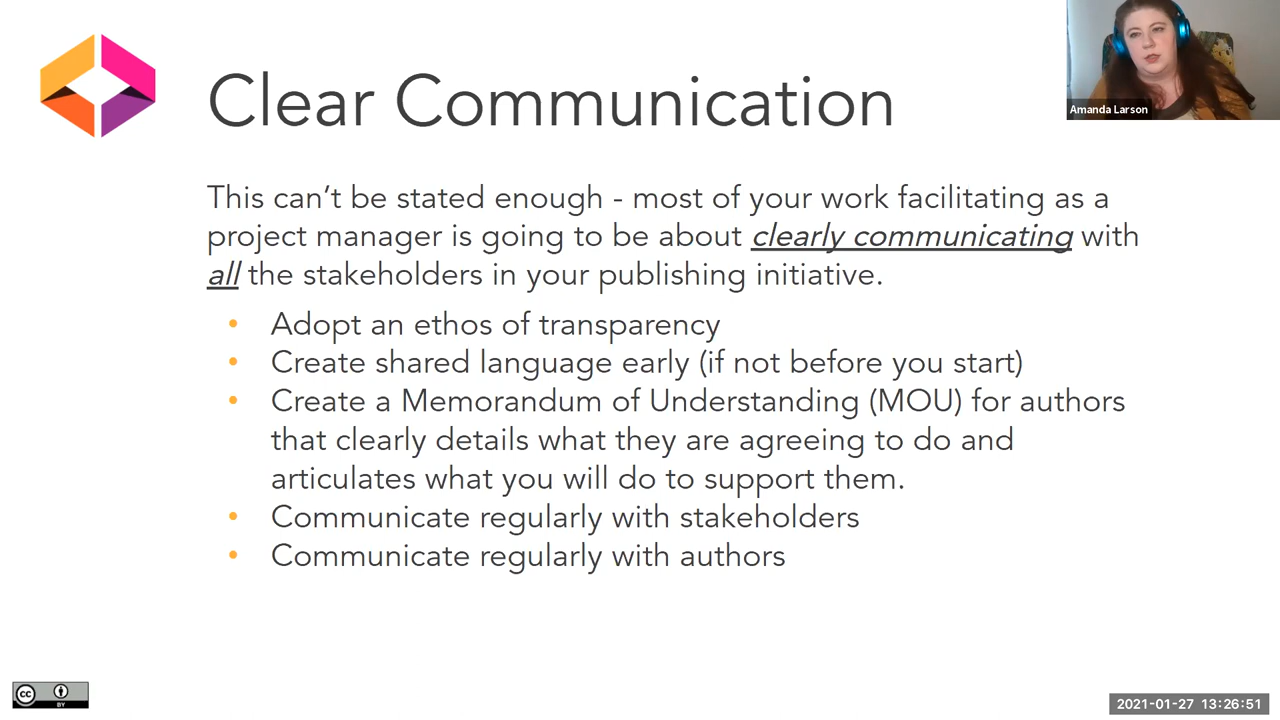 Clear Communication
Amanda Larson
This can't be stated enough - most of your work facilitating as a
project manager is going to be about clearly communicating with
all the stakeholders in your publishing initiative.
• Adopt an ethos of transparency
• Create shared language early (if not before you start)
• Create a Memorandum of Understanding (MOU) for authors
that clearly details what they are agreeing to do and
articulates what you will do to support them.
• Communicate regularly with stakeholders
• Communicate regularly with authors
cc
BY
2021-01-27 13:26:51